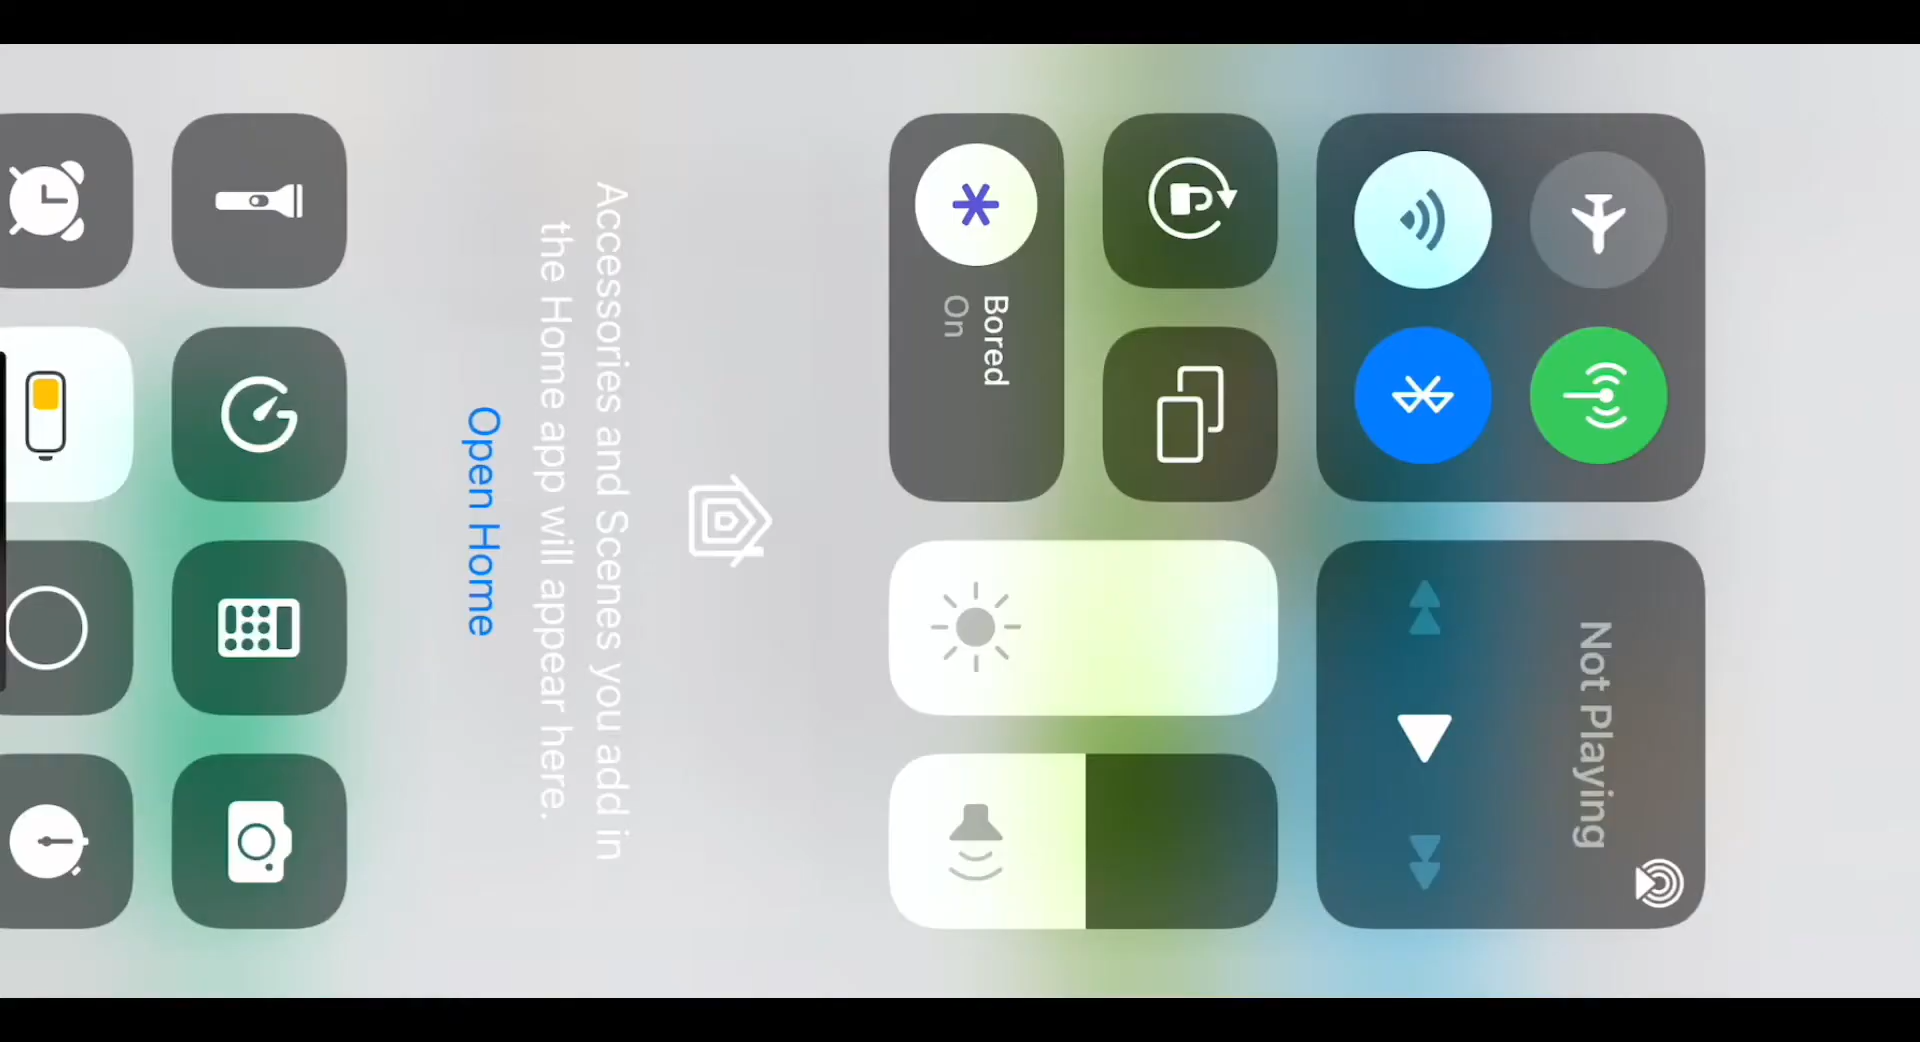 Not Playing
Bored
On
Accessories and Scenes you add in
the Home app will appear here.
Open Home